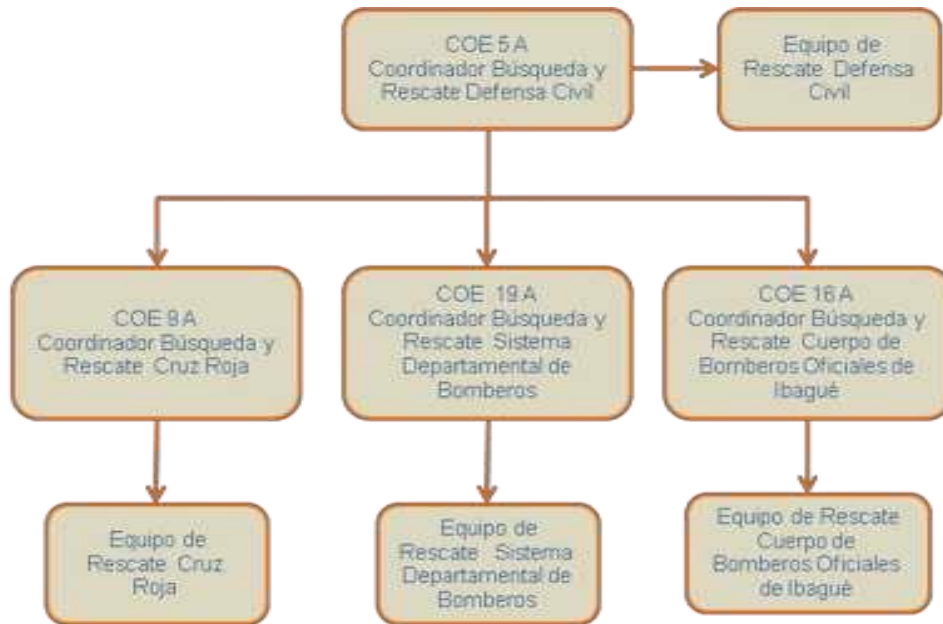 COE 5 A
Coordinador Búsqueda y
Rescate Defensa Civil
Equipo de
Rescate Defensa
Civil
COE 9 A
Coordinador Búsqueda y
Rescate Cruz Roja
COE 19 A
Coordinador Búsqueda y
Rescate Sistema
Departamental de
Bomberos
COE 16 A
Coordinador Búsqueda y
Rescate Cuerpo de
Bomberos Oficiales de
Ibagué
Equipo de
Rescate Cruz
Roja
Equipo de
Rescate Sistema
Departamental de
Bomberos
Equipo de Rescate
Cuerpo de
Bomberos Oficiales
de Ibagué